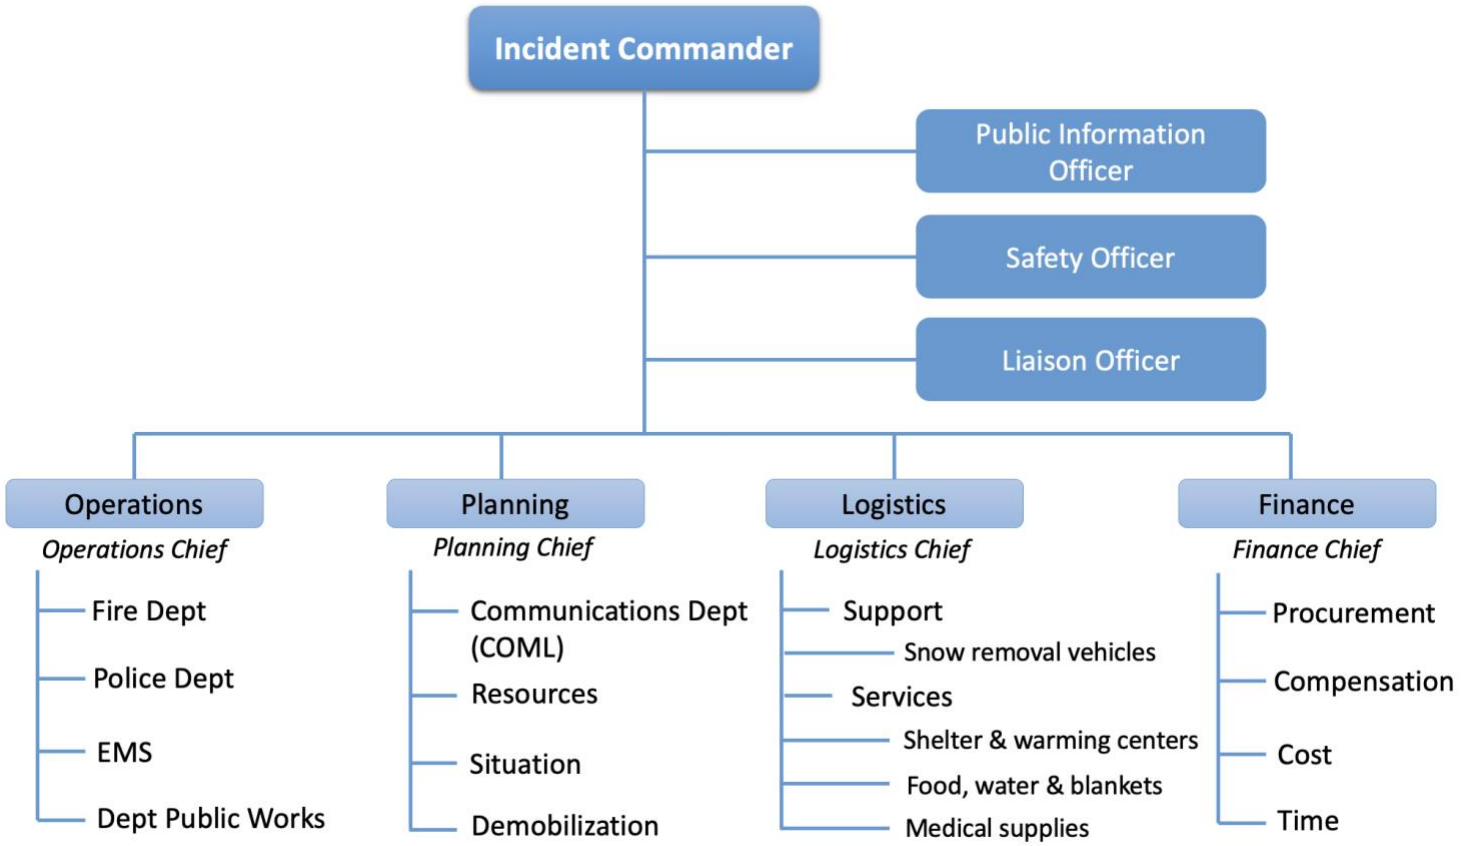 Incident Commander
Public Information
Officer
Safety Officer
Liaison Officer
Operations
Operations Chief
Fire Dept
Police Dept
EMS
Dept Public Works
Planning
Planning Chief
Communications Dept
(COML)
Resources
Situation
Demobilization
Logistics
Logistics Chief
Support
Snow removal vehicles
Services
Shelter & warming centers
Food, water & blankets
Medical supplies
Finance
Finance Chief
Procurement
Compensation
Cost
Time